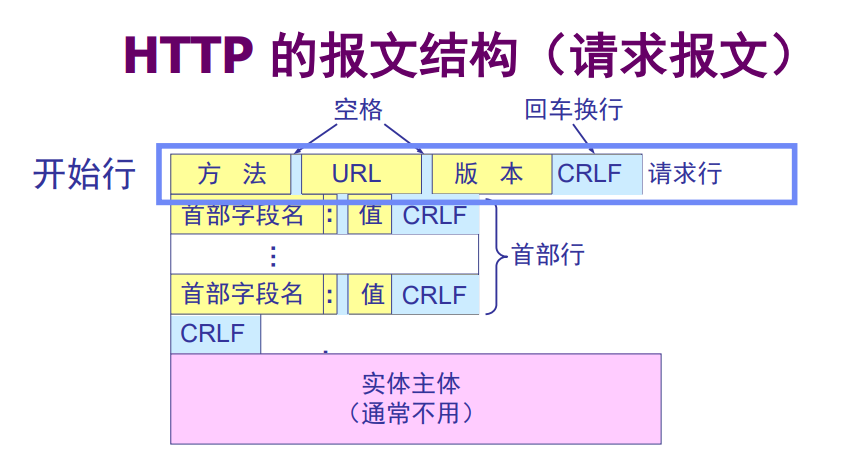 HTTP 的报文结构（请求报文）
空格 回车换行
开始行 方 法 URL 版 本 CRLF 请求行
首部字段名 : 值 CRLF
⋮ 首部行
首部字段名 : 值 CRLF
CRLF
实体主体
（通常不用）